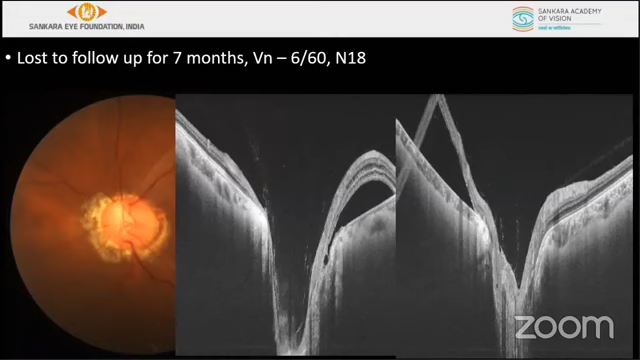 SANKARA EYE FOUNDATION, INDIA
SANKARA ACADEMY
OF VISION
• Lost to follow up for 7 months, Vn – 6/60, N18
zoom